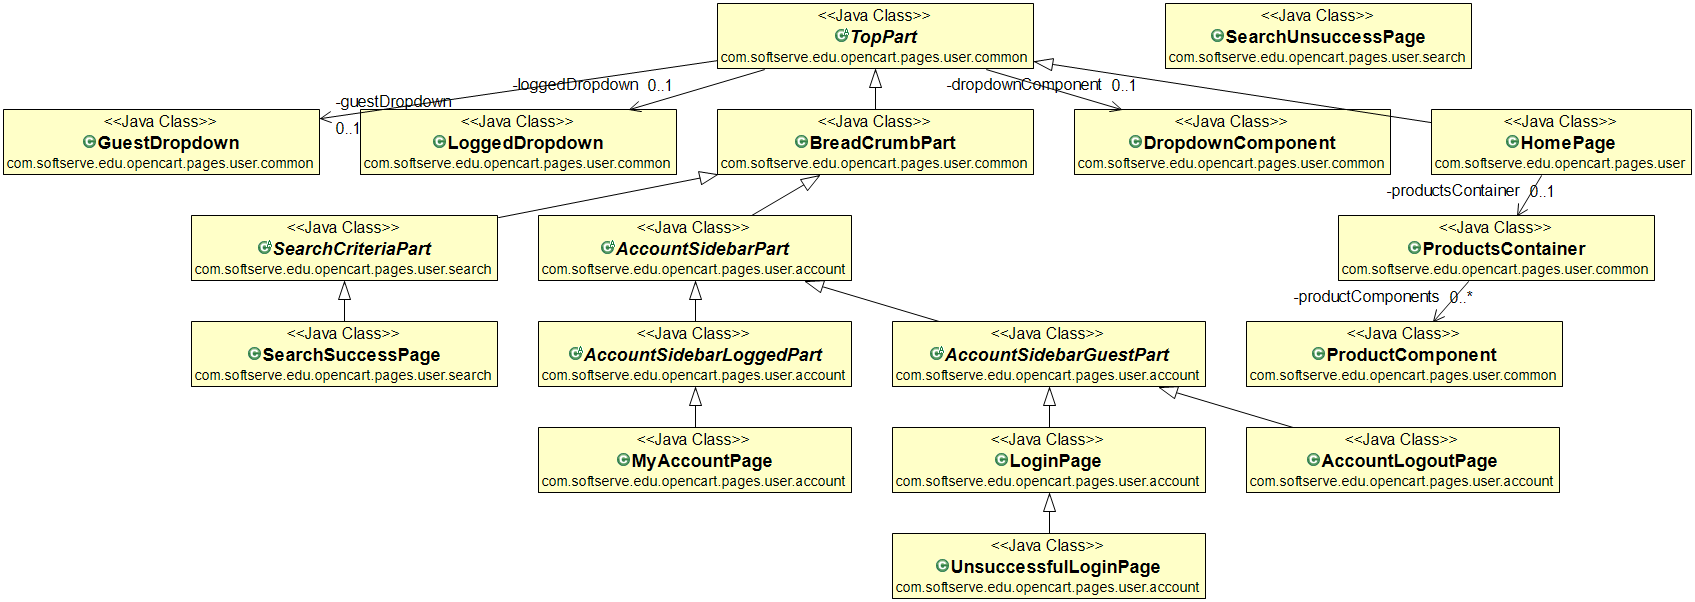 <<Java Class>>
TopPart
com.softserve.edu.opencart.pages.user.common
<<Java Class>>
SearchUnsuccessPage
com.softserve.edu.opencart.pages.user.search
-loggedDropdown 0..1
-dropdownComponent 0..1
-guestDropdown
0..1
<<Java Class>>
GuestDropdown
com.softserve.edu.opencart.pages.user.common
<<Java Class>>
LoggedDropdown
com.softserve.edu.opencart.pages.user.common
<<Java Class>>
BreadCrumbPart
com.softserve.edu.opencart.pages.user.common
<<Java Class>>
DropdownComponent
com.softserve.edu.opencart.pages.user.common
<<Java Class>>
HomePage
com.softserve.edu.opencart.pages.user
-productsContainer 0..1
<<Java Class>>
SearchCriteriaPart
com.softserve.edu.opencart.pages.user.search
<<Java Class>>
AccountSidebarPart
com.softserve.edu.opencart.pages.user.account
<<Java Class>>
ProductsContainer
com.softserve.edu.opencart.pages.user.common
-productComponents 0..*
<<Java Class>>
SearchSuccessPage
com.softserve.edu.opencart.pages.user.search
<<Java Class>>
AccountSidebarLoggedPart
com.softserve.edu.opencart.pages.user.account
<<Java Class>>
AccountSidebarGuestPart
com.softserve.edu.opencart.pages.user.account
<<Java Class>>
ProductComponent
com.softserve.edu.opencart.pages.user.common
<<Java Class>>
MyAccountPage
com.softserve.edu.opencart.pages.user.account
<<Java Class>>
LoginPage
com.softserve.edu.opencart.pages.user.account
<<Java Class>>
AccountLogoutPage
com.softserve.edu.opencart.pages.user.account
<<Java Class>>
UnsuccessfulLoginPage
com.softserve.edu.opencart.pages.user.account